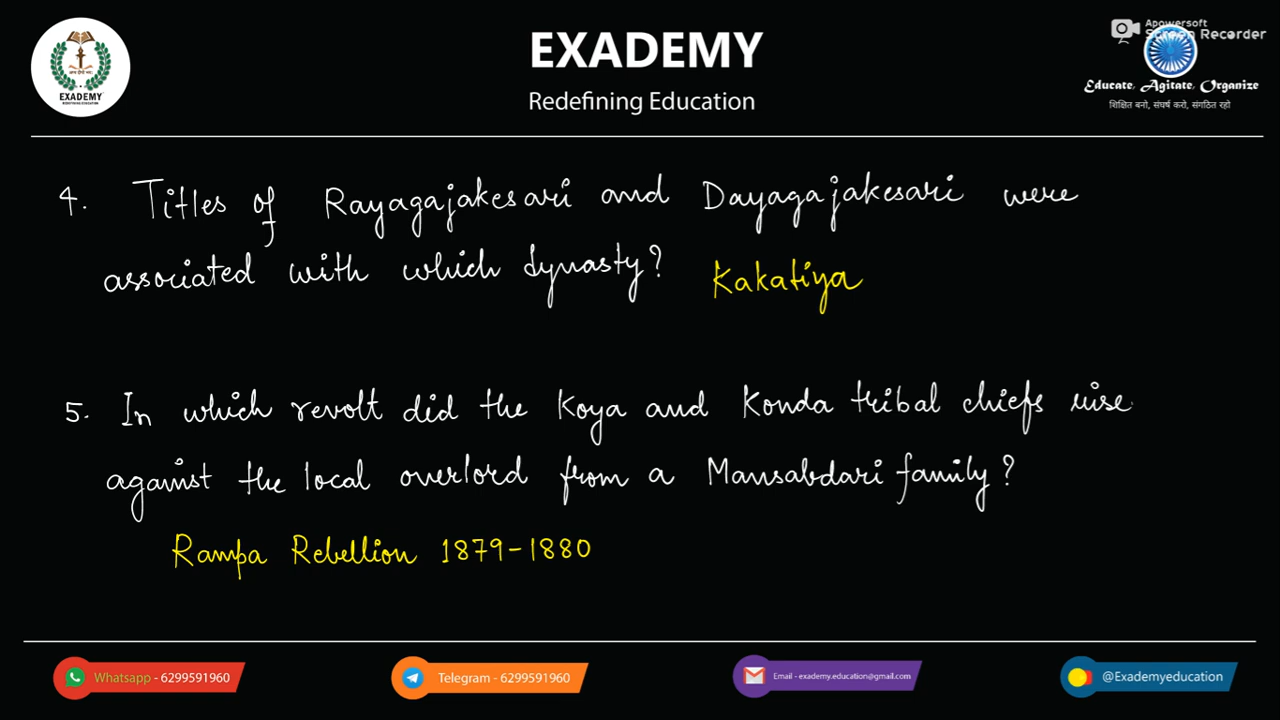 EXADEMY
Redefining Education
EXADEMY
REDEFINING EDUCATION
Apowersoft
Screen Recorder
Educate, Agitate, Organize
शिक्षित बनो, संघर्ष करो, संगठित रहो
4. Titles of Rayagajakesari and Dayagajakesari were
associated with which dynasty? Kakatiya
5. In which revolt did the Koya and Konda tribal chiefs rise
against the local overlord from a Mansabdari family?
Rampa Rebellion 1879-1880
Whatsapp - 6299591960
Telegram - 6299591960
Email - exademy.education@gmail.com
@Exademyeducation